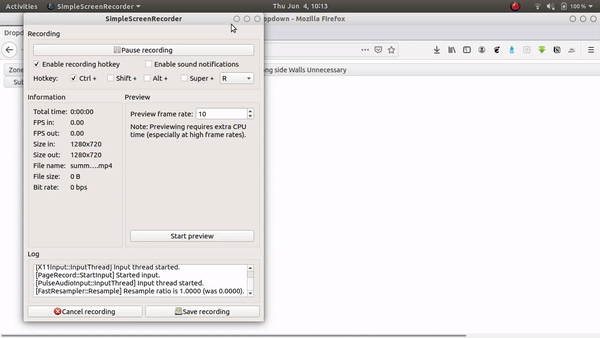 Activities SimpleScreenRecorder Thu Jun 4, 10:13 100 %
SimpleScreenRecorder
ropdown - Mozilla Firefox
Recording
Pause recording
Enable recording hotkey Enable sound notifications
Hotkey: Ctrl + Shift + Alt + Super + R
Information
Total time: 0:00:00
FPS in: 0.00
FPS out: 0.00
Size in: 1280x720
Size out: 1280x720
File name: summ....mp4
File size: 0 B
Bit rate: 0 bps
Preview
Preview frame rate: 10
Note: Previewing requires extra CPU
time (especially at high frame rates).
Start preview
Log
[X11Input::InputThread] Input thread started.
[PageRecord::StartInput] Started input.
[PulseAudioInput::InputThread] Input thread started.
[FastResampler::Resample] Resample ratio is 1.0000 (was 0.0000).
Cancel recording Save recording
Dropd
Zone
Sub
ng side Walls Unnecessary